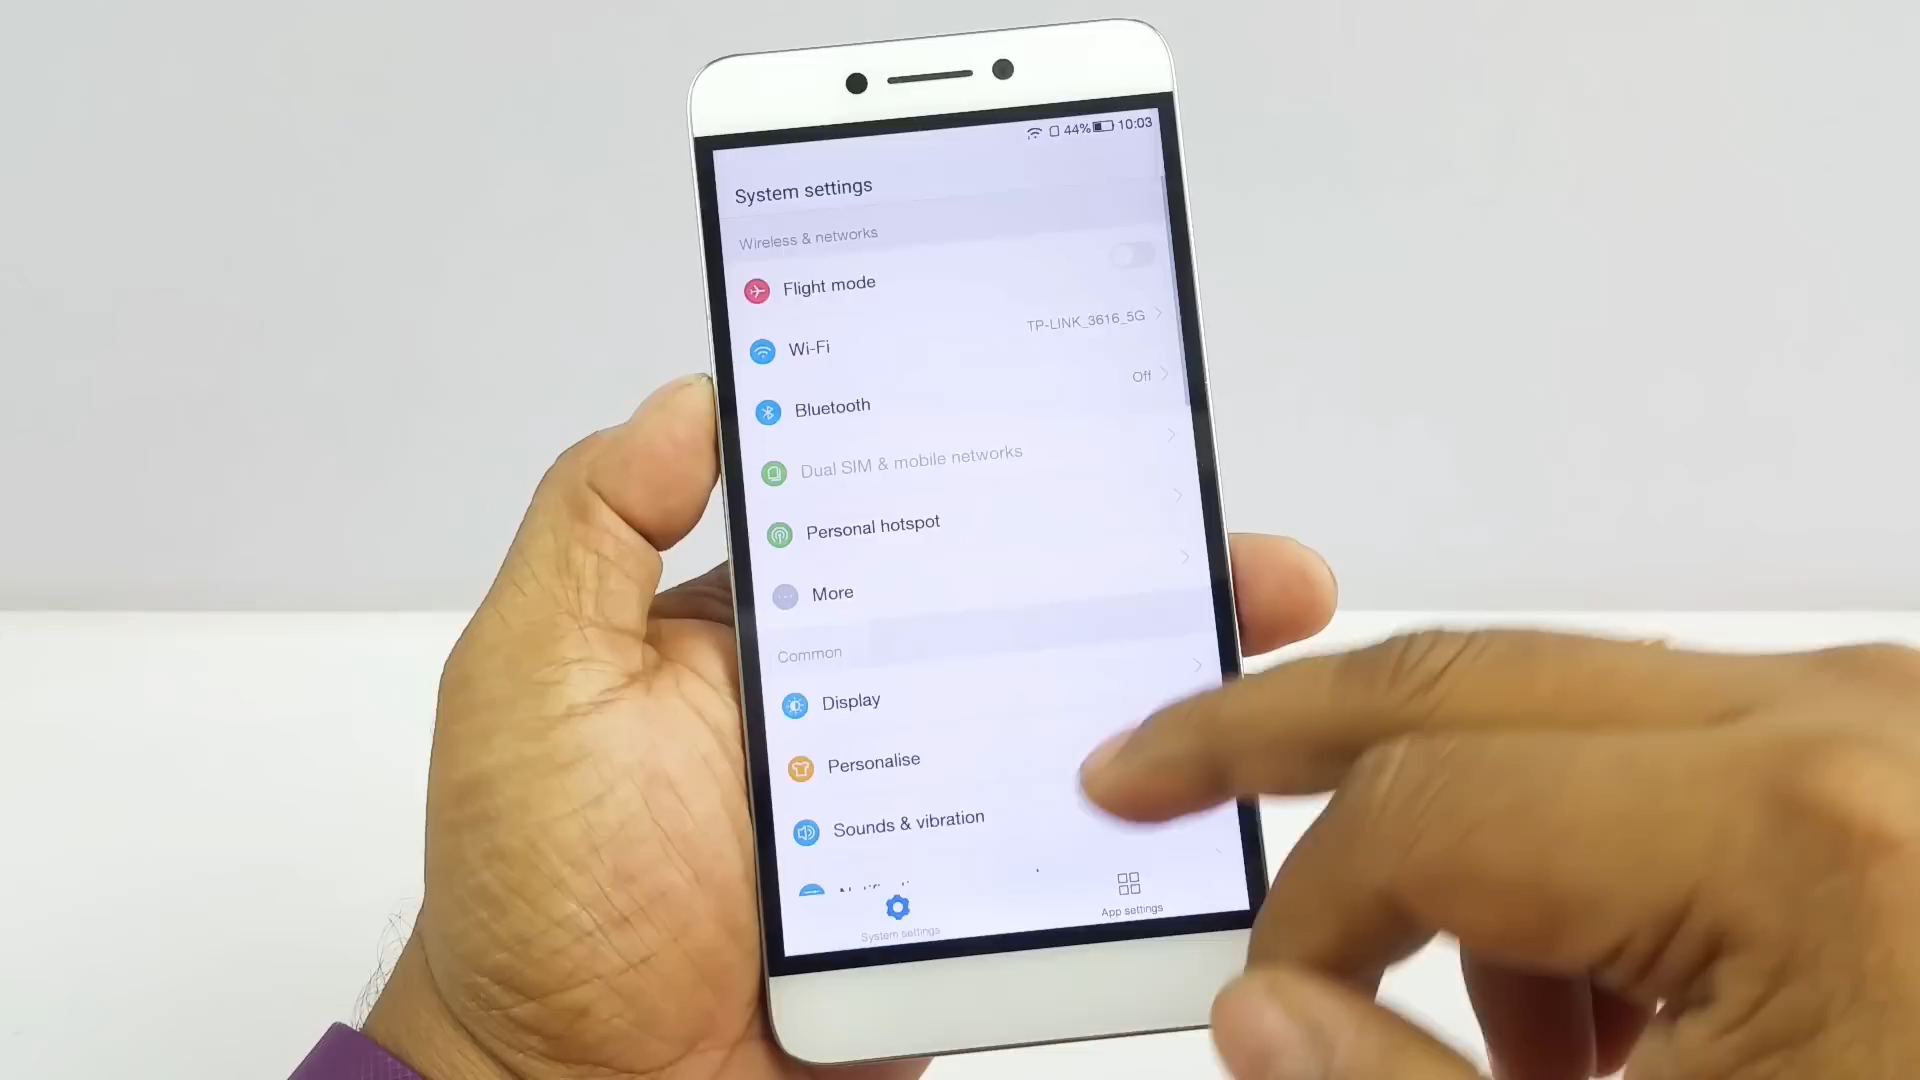 44% 10:03
System settings
Wireless & networks
Flight mode
Wi-Fi TP-LINK_3616_5G
Bluetooth Off
Dual SIM & mobile networks
Personal hotspot
More
Common
Display
Personalise
Sounds & vibration
System settings App settings